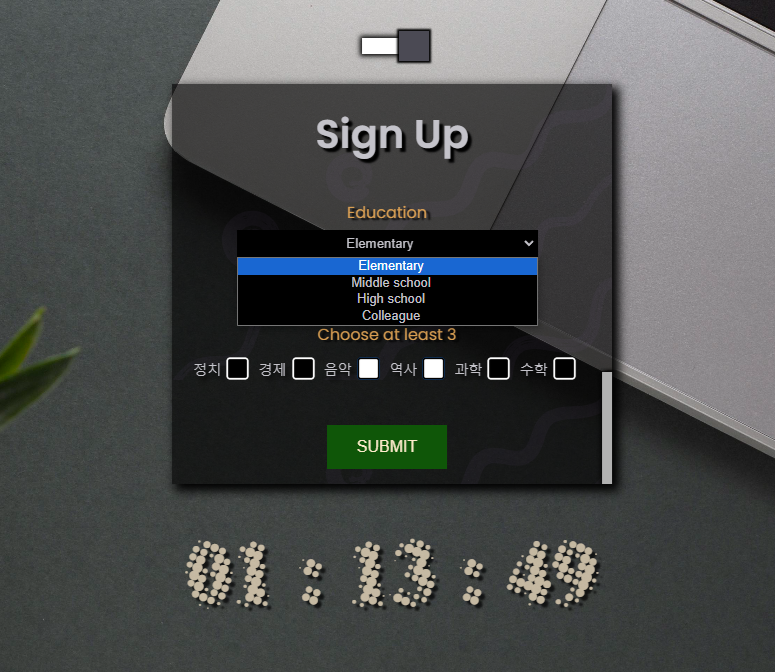 Sign Up
Education
Elementary
Elementary
Middle school
High school
Colleague
Choose at least 3
정치 경제 음악 역사 과학 수학
SUBMIT
01 : 13 : 49